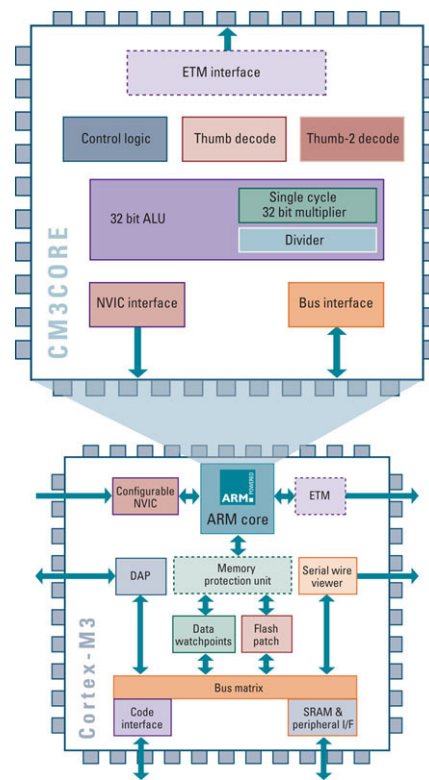 ETM interface
Control logic
Thumb decode
Thumb-2 decode
32 bit ALU
Single cycle
32 bit multiplier
Divider
NVIC interface
Bus interface
CM3CORE
Configurable
NVIC
ARM
POWERED
ARM core
ETM
DAP
Memory
protection unit
Serial wire
viewer
Data
watchpoints
Flash
patch
Bus matrix
Code
interface
SRAM &
peripheral I/F
Cortex-M3